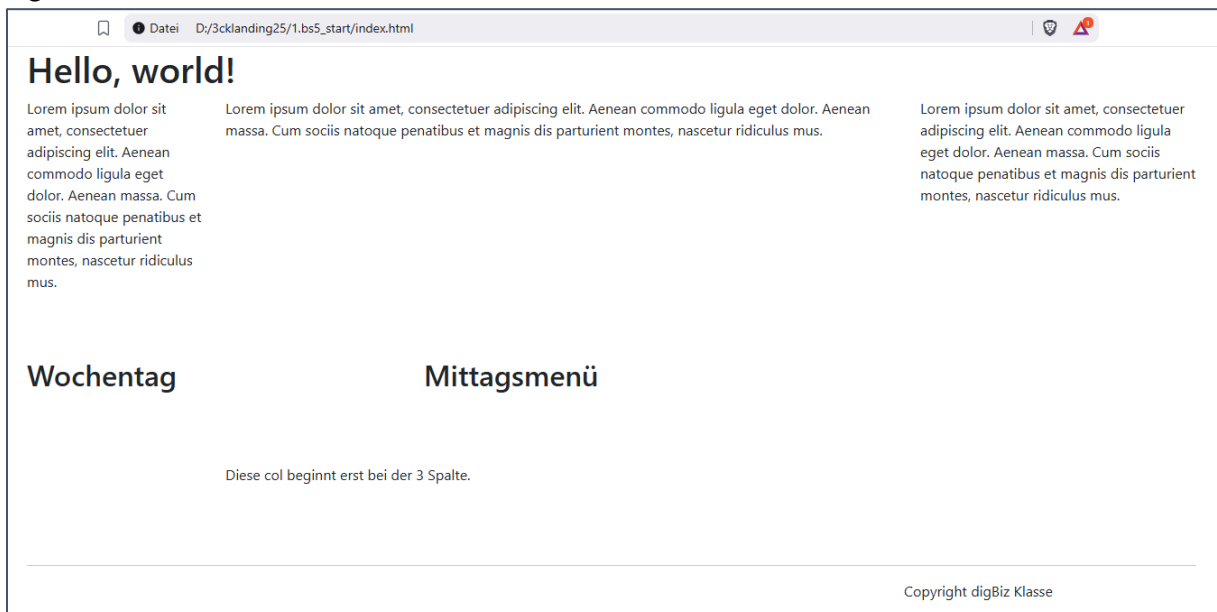 Datei D:/3cklanding25/1.bs5_start/index.html
1
Hello, world!
Lorem ipsum dolor sit
amet, consectetuer
adipiscing elit. Aenean
commodo ligula eget
dolor. Aenean massa. Cum
sociis natoque penatibus et
magnis dis parturient
montes, nascetur ridiculus
mus.
Lorem ipsum dolor sit amet, consectetuer adipiscing elit. Aenean commodo ligula eget dolor. Aenean
massa. Cum sociis natoque penatibus et magnis dis parturient montes, nascetur ridiculus mus.
Lorem ipsum dolor sit amet, consectetuer
adipiscing elit. Aenean commodo ligula
eget dolor. Aenean massa. Cum sociis
natoque penatibus et magnis dis parturient
montes, nascetur ridiculus mus.
Wochentag
Mittagsmenü
Diese col beginnt erst bei der 3 Spalte.
Copyright digBiz Klasse